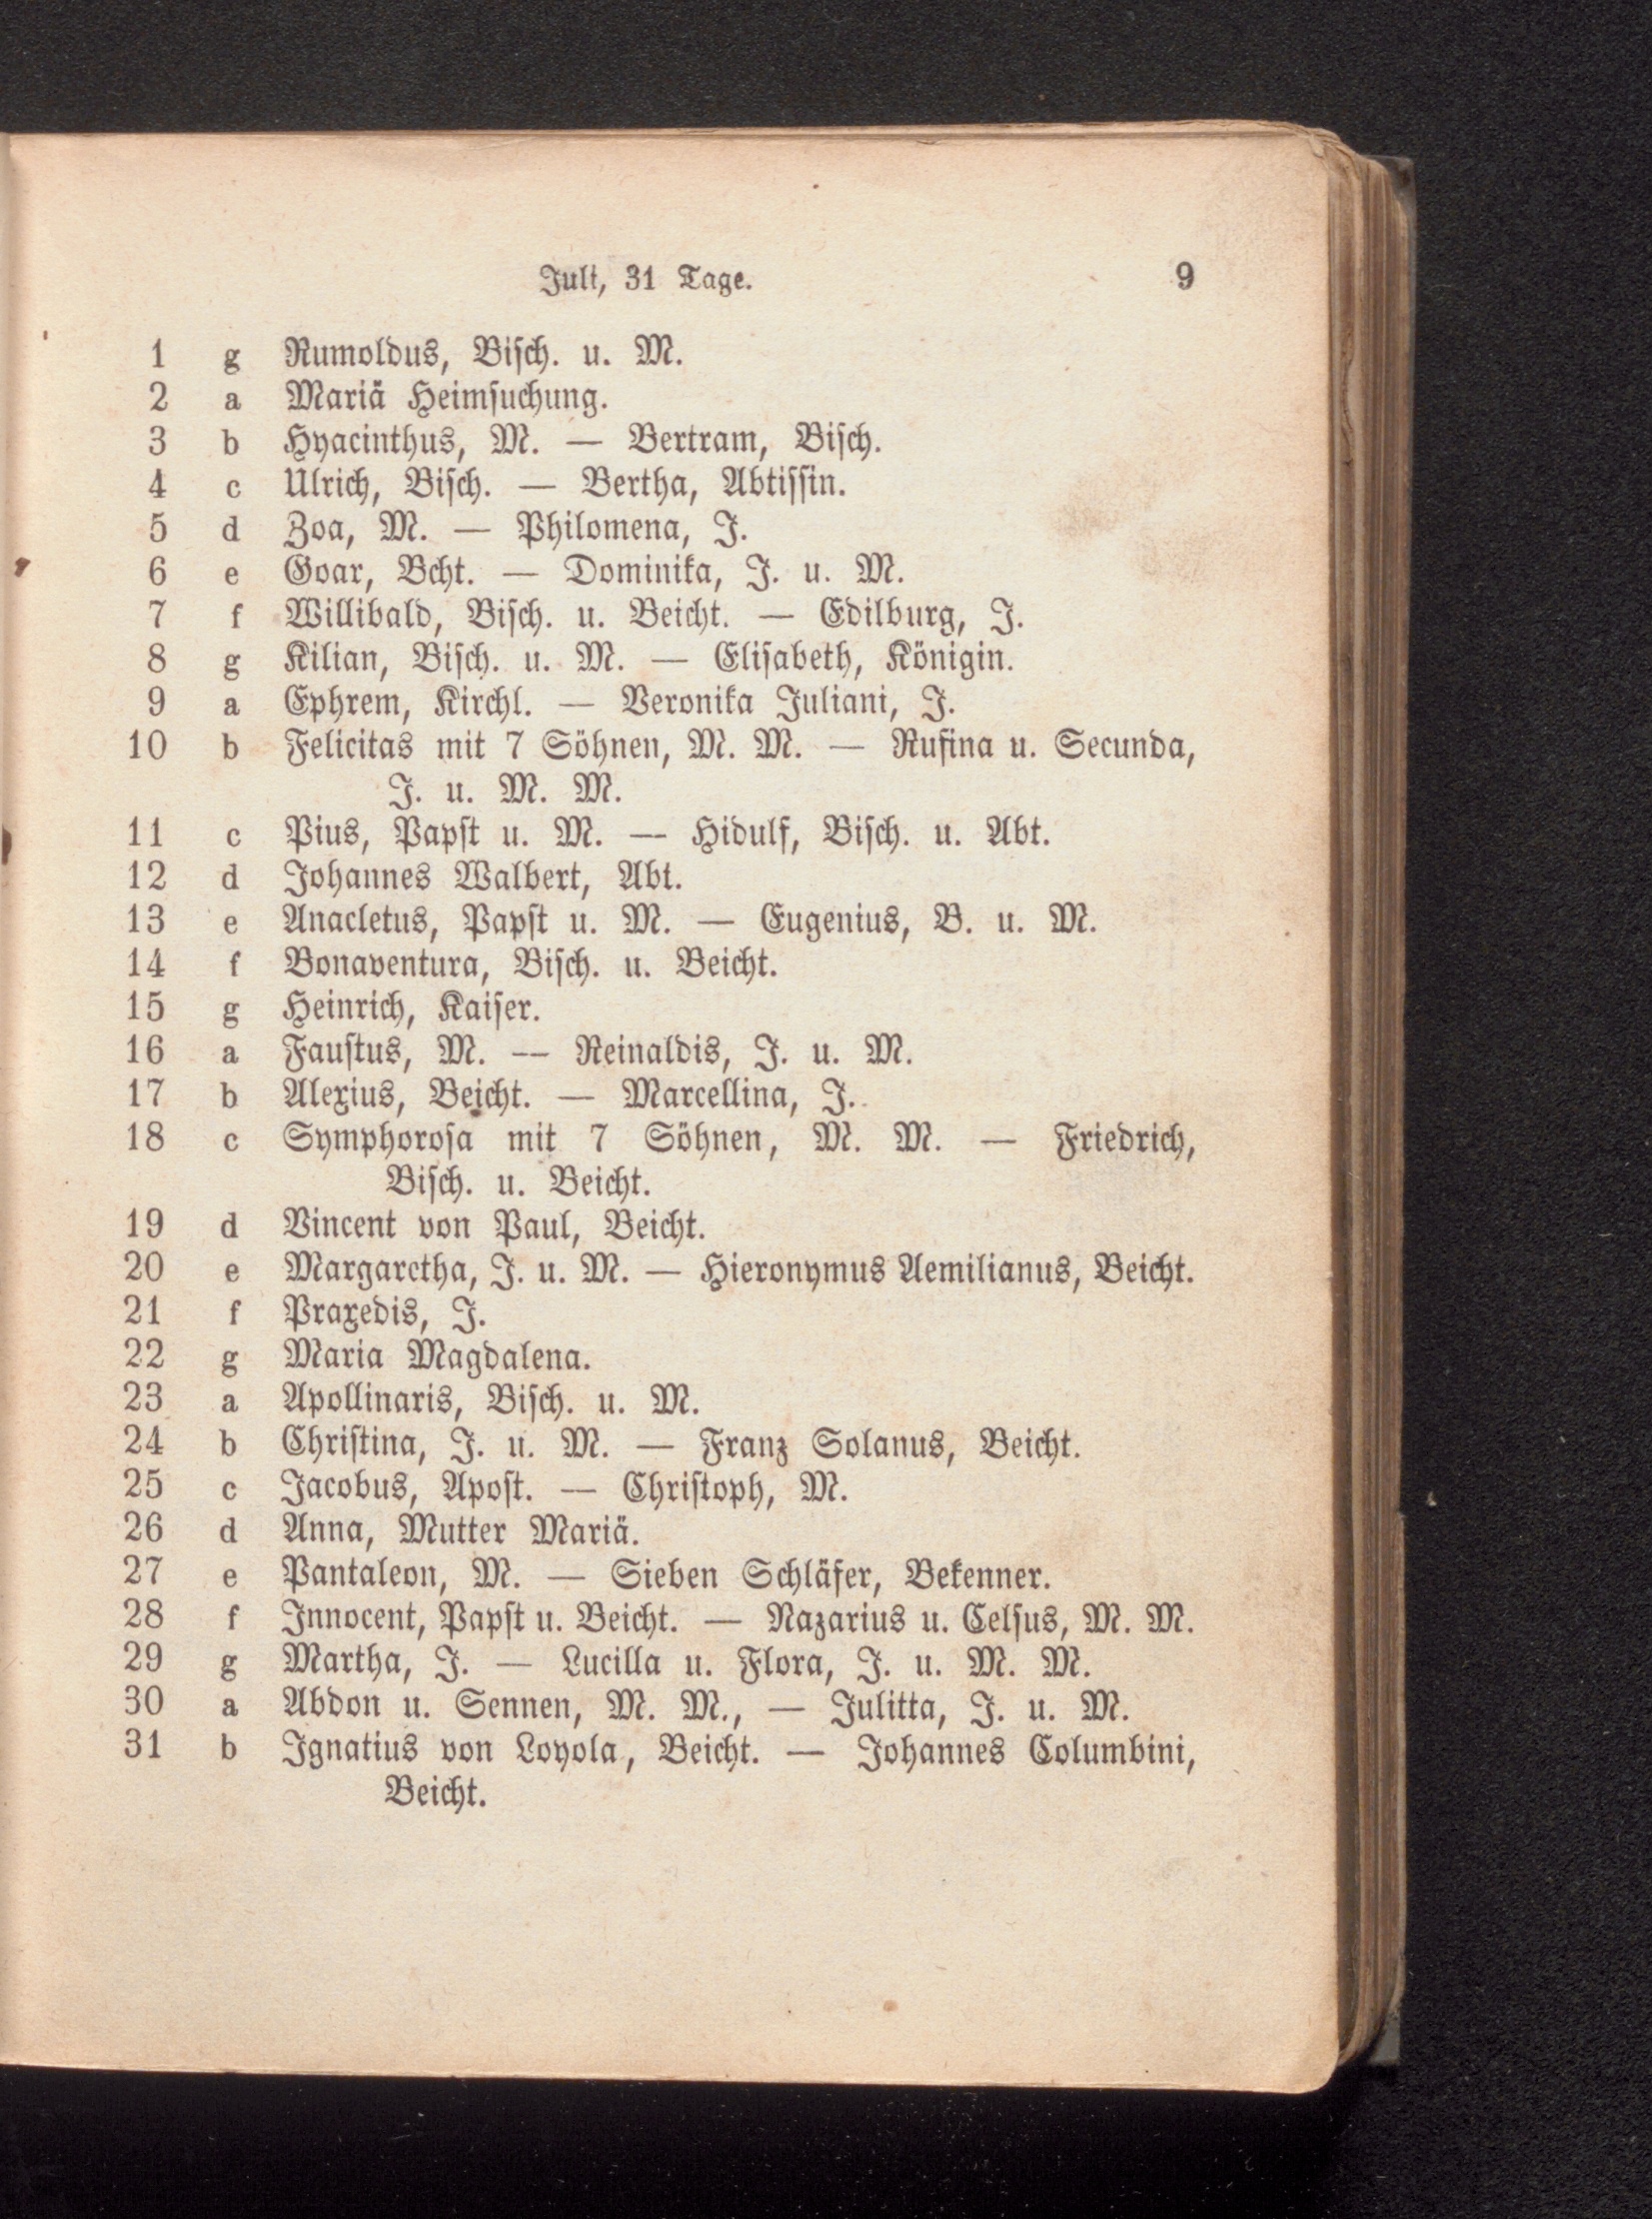 Juli, 31 Tage. 9
1 g Rumoldus, Bisch. u. M.
2 a Mariä Heimsuchung.
3 b Hyacinthus, M. — Bertram, Bisch.
4 c Ulrich, Bisch. — Bertha, Abtissin.
5 d Zoa, M. — Philomena, J.
6 e Goar, Bcht. — Dominika, J. u. M.
7 f Willibald, Bisch. u. Beicht. — Edilburg, J.
8 g Kilian, Bisch. u. M. — Elisabeth, Königin.
9 a Ephrem, Kirchl. — Veronika Juliani, J.
10 b Felicitas mit 7 Söhnen, M. M. — Rufina u. Secunda,
J. u. M. M.
11 c Pius, Papst u. M. — Hidulf, Bisch. u. Abt.
12 d Johannes Walbert, Abt.
13 e Anacletus, Papst u. M. — Eugenius, B. u. M.
14 f Bonaventura, Bisch. u. Beicht.
15 g Heinrich, Kaiser.
16 a Faustus, M. — Reinaldis, J. u. M.
17 b Alexius, Beicht. — Marcellina, J.
18 c Symphorosa mit 7 Söhnen, M. M. — Friedrich,
Bisch. u. Beicht.
19 d Vincent von Paul, Beicht.
20 e Margaretha, J. u. M. — Hieronymus Aemilianus, Beicht.
21 f Praxedis, J.
22 g Maria Magdalena.
23 a Apollinaris, Bisch. u. M.
24 b Christina, J. u. M. — Franz Solanus, Beicht.
25 c Jacobus, Apost. — Christoph, M.
26 d Anna, Mutter Mariä.
27 e Pantaleon, M. — Sieben Schläfer, Bekenner.
28 f Innocent, Papst u. Beicht. — Nazarius u. Celsus, M. M.
29 g Martha, J. — Lucilla u. Flora, J. u. M. M.
30 a Abdon u. Sennen, M. M., — Julitta, J. u. M.
31 b Ignatius von Loyola, Beicht. — Johannes Columbini,
Beicht.